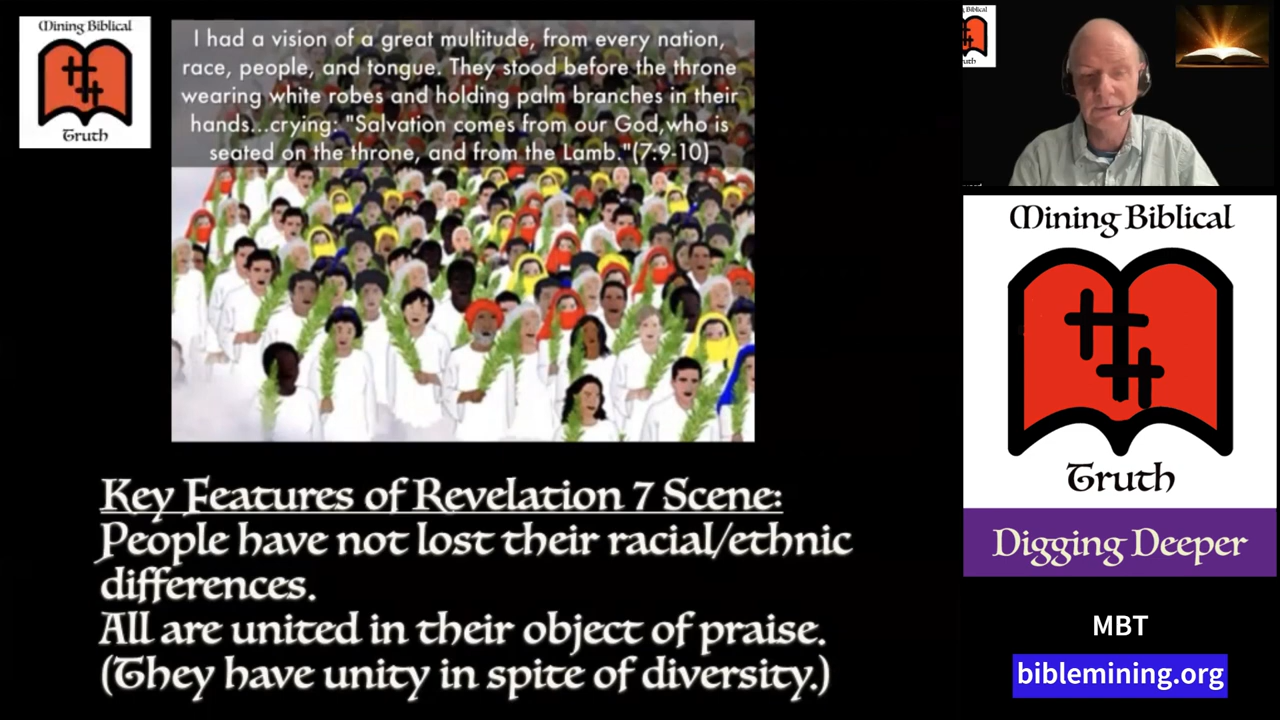 Mining Biblical
Truth
I had a vision of a great multitude, from every nation,
race, people, and tongue. They stood before the throne
wearing white robes and holding palm branches in their
hands...crying: "Salvation comes from our God,who is
seated on the throne, and from the Lamb."(7:9-10)
Key Features of Revelation 7 Scene:
People have not lost their racial/ethnic
differences.
All are united in their object of praise.
(They have unity in spite of diversity.)
Mining Biblical
Truth
Digging Deeper
MBT
biblemining.org